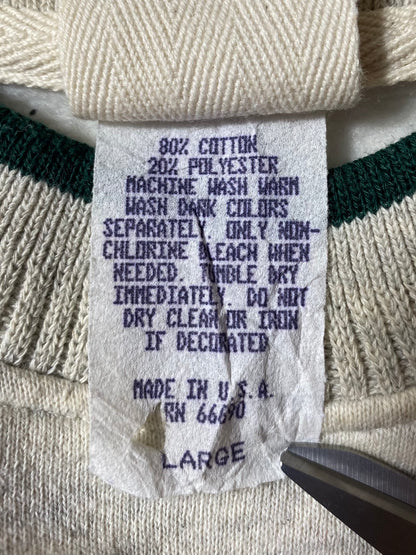 80% COTTON
20% POLYESTER
MACHINE WASH WARM
WASH DARK COLORS
SEPARATELY. ONLY NON-
CHLORINE BLEACH WHEN
NEEDED. TUMBLE DRY
IMMEDIATELY. DO NOT
DRY CLEAN OR IRON
IF DECORATED
MADE IN U.S.A.
RN 66690
LARGE